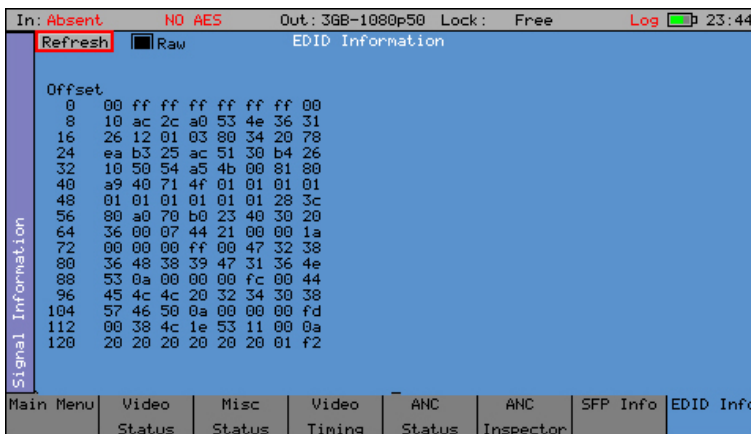 In: Absent NO AES Out: 3GB-1080p50 Lock: Free Log 23:44
Refresh Raw EDID Information
Offset
0 00 ff ff ff ff ff ff 00
8 10 ac 2c a0 53 4e 36 31
16 26 12 01 03 80 34 20 78
24 ea b3 25 ac 51 30 b4 26
32 10 50 54 a5 4b 00 81 80
40 a9 40 71 4f 01 01 01 01
48 01 01 01 01 01 01 28 3c
56 80 a0 70 b0 23 40 30 20
64 36 00 07 44 21 00 00 1a
72 00 00 00 ff 00 47 32 38
80 36 48 38 39 47 31 36 4e
88 53 0a 00 00 00 fc 00 44
96 45 4c 4c 20 32 34 30 38
104 57 46 50 0a 00 00 00 fd
112 00 38 4c 1e 53 11 00 0a
120 20 20 20 20 20 20 01 f2
Signal Information
Main Menu Video Misc Video ANC ANC SFP Info EDID Info
Status Status Timing Status Inspector